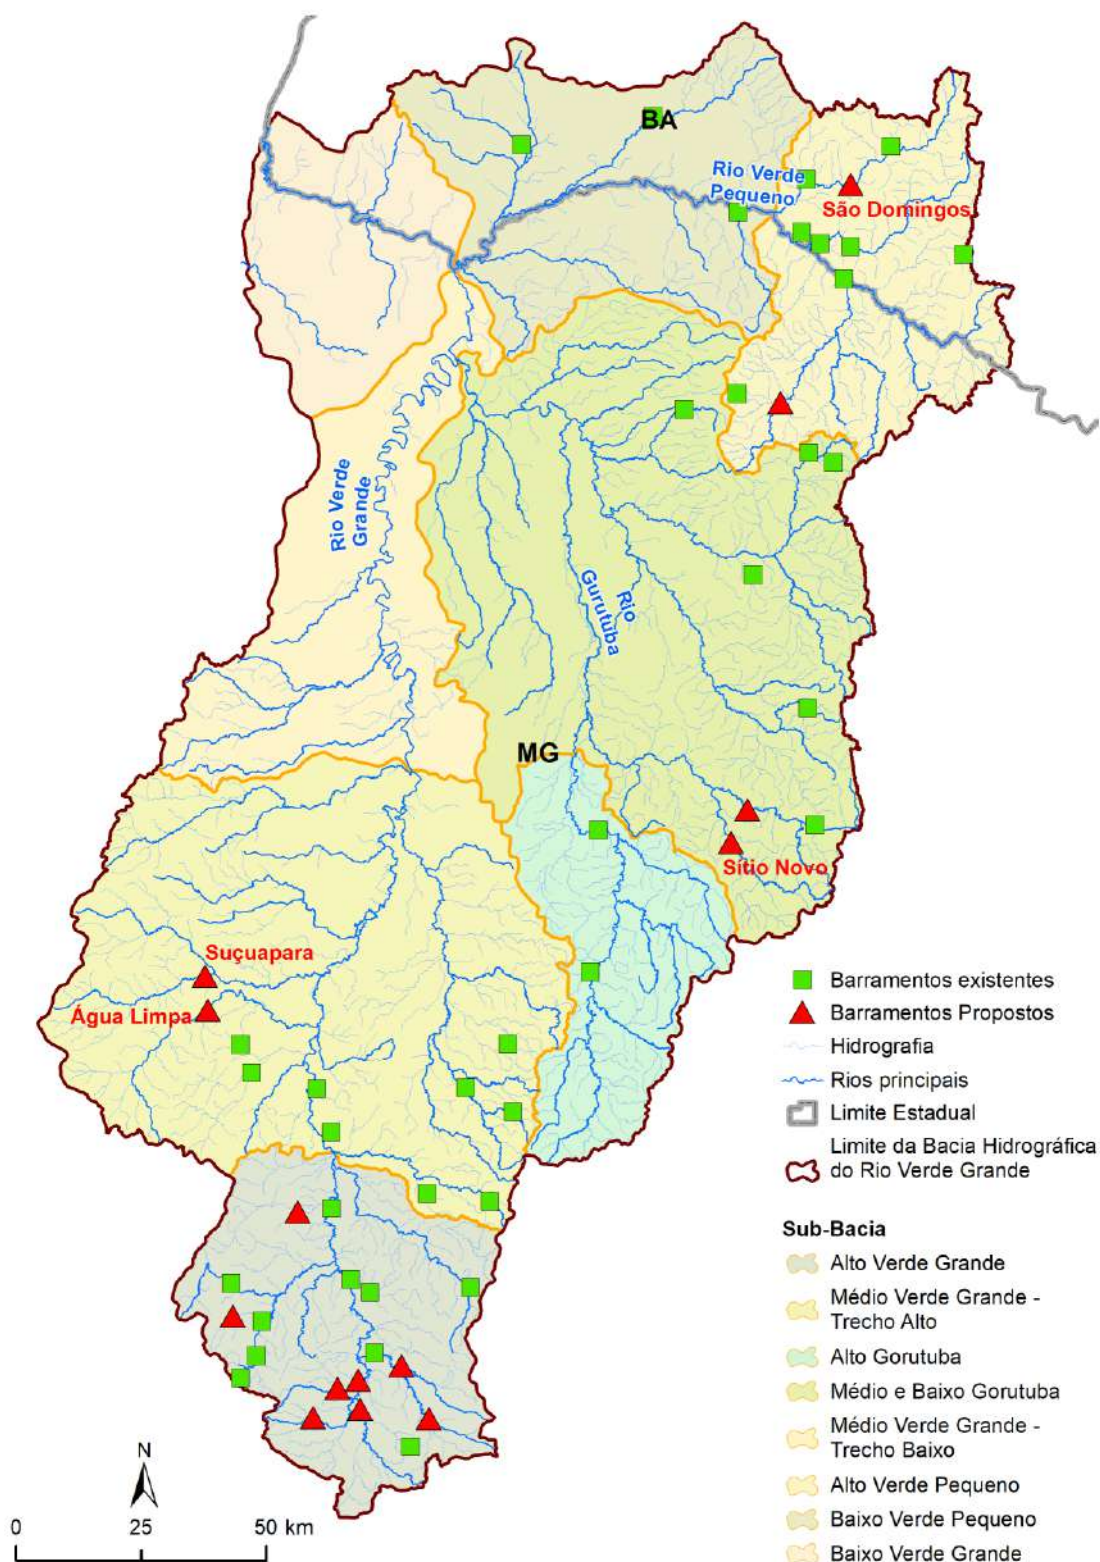 BA
Rio Verde
Pequeno
São Domingos
Rio Verde
Grande
Rio
Gurutuba
MG
Sítio Novo
Suçuapara
Água Limpa
Barramentos existentes
Barramentos Propostos
Hidrografia
Rios principais
Limite Estadual
Limite da Bacia Hidrográfica
do Rio Verde Grande
Sub-Bacia
Alto Verde Grande
Médio Verde Grande -
Trecho Alto
Alto Gorutuba
Médio e Baixo Gorutuba
Médio Verde Grande -
Trecho Baixo
Alto Verde Pequeno
Baixo Verde Pequeno
Baixo Verde Grande
N
0 25 50 km